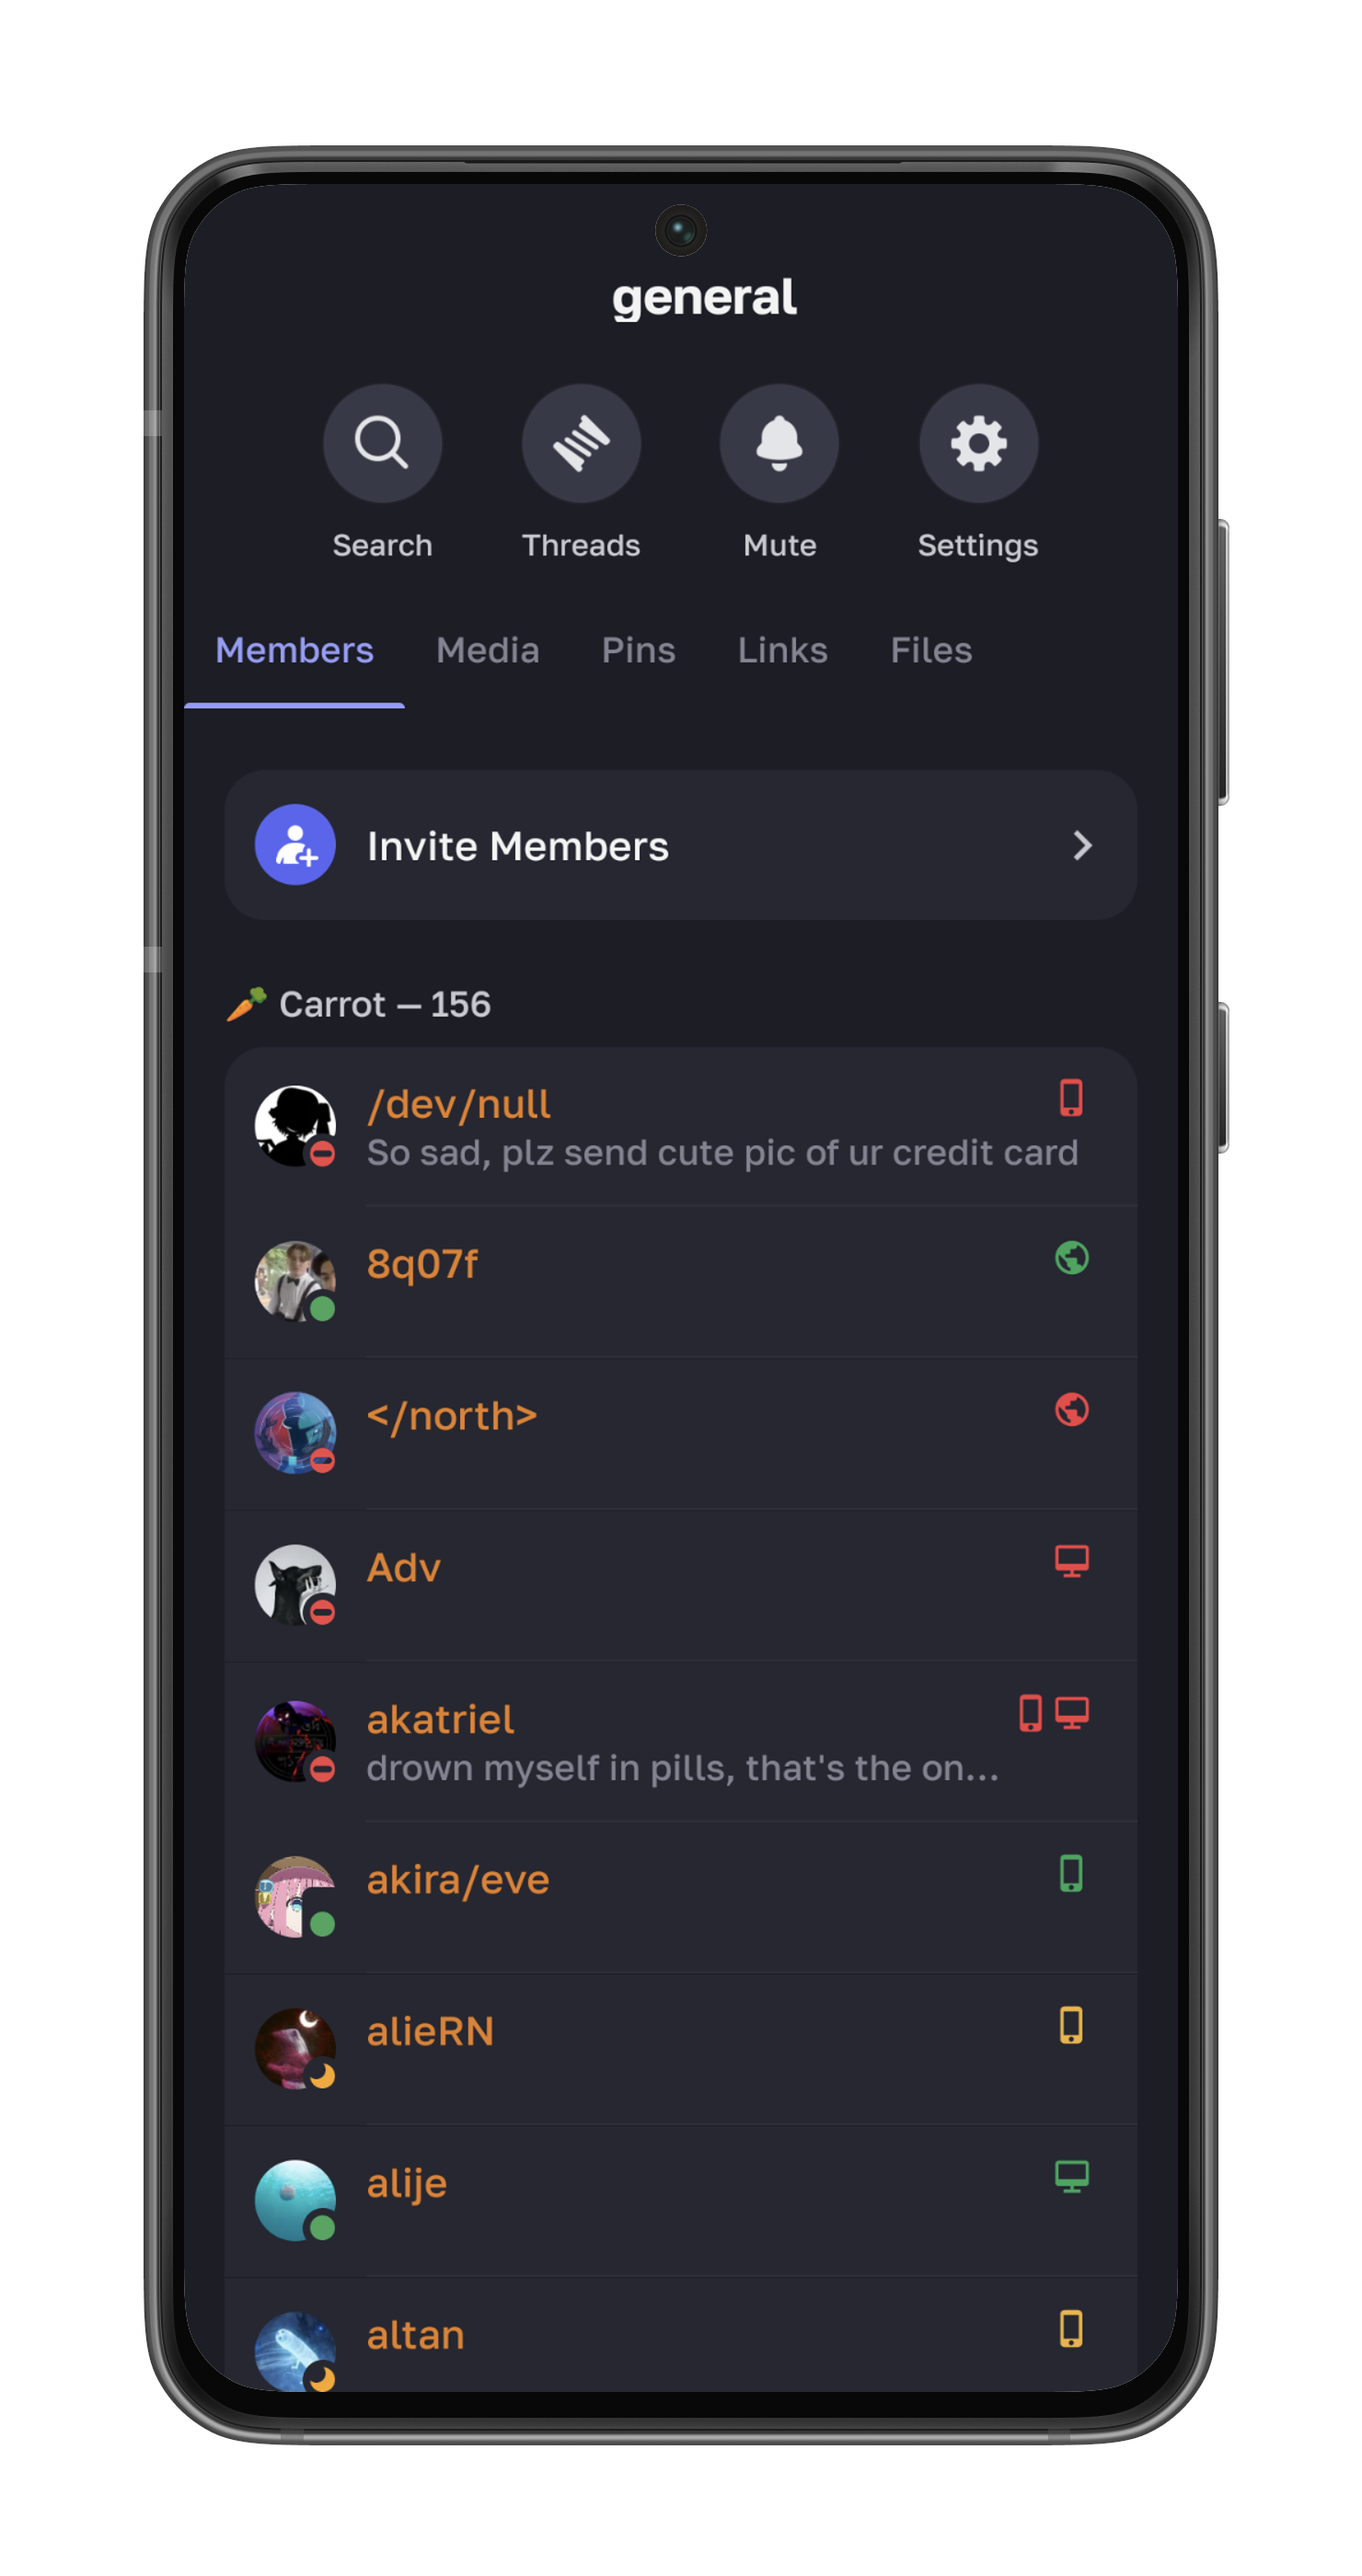 general
Search Threads Mute Settings
Members Media Pins Links Files
Invite Members
🥕 Carrot — 156
/dev/null
So sad, plz send cute pic of ur credit card
8q07f
</north>
Adv
akatriel
drown myself in pills, that's the on...
akira/eve
alieRN
alije
altan